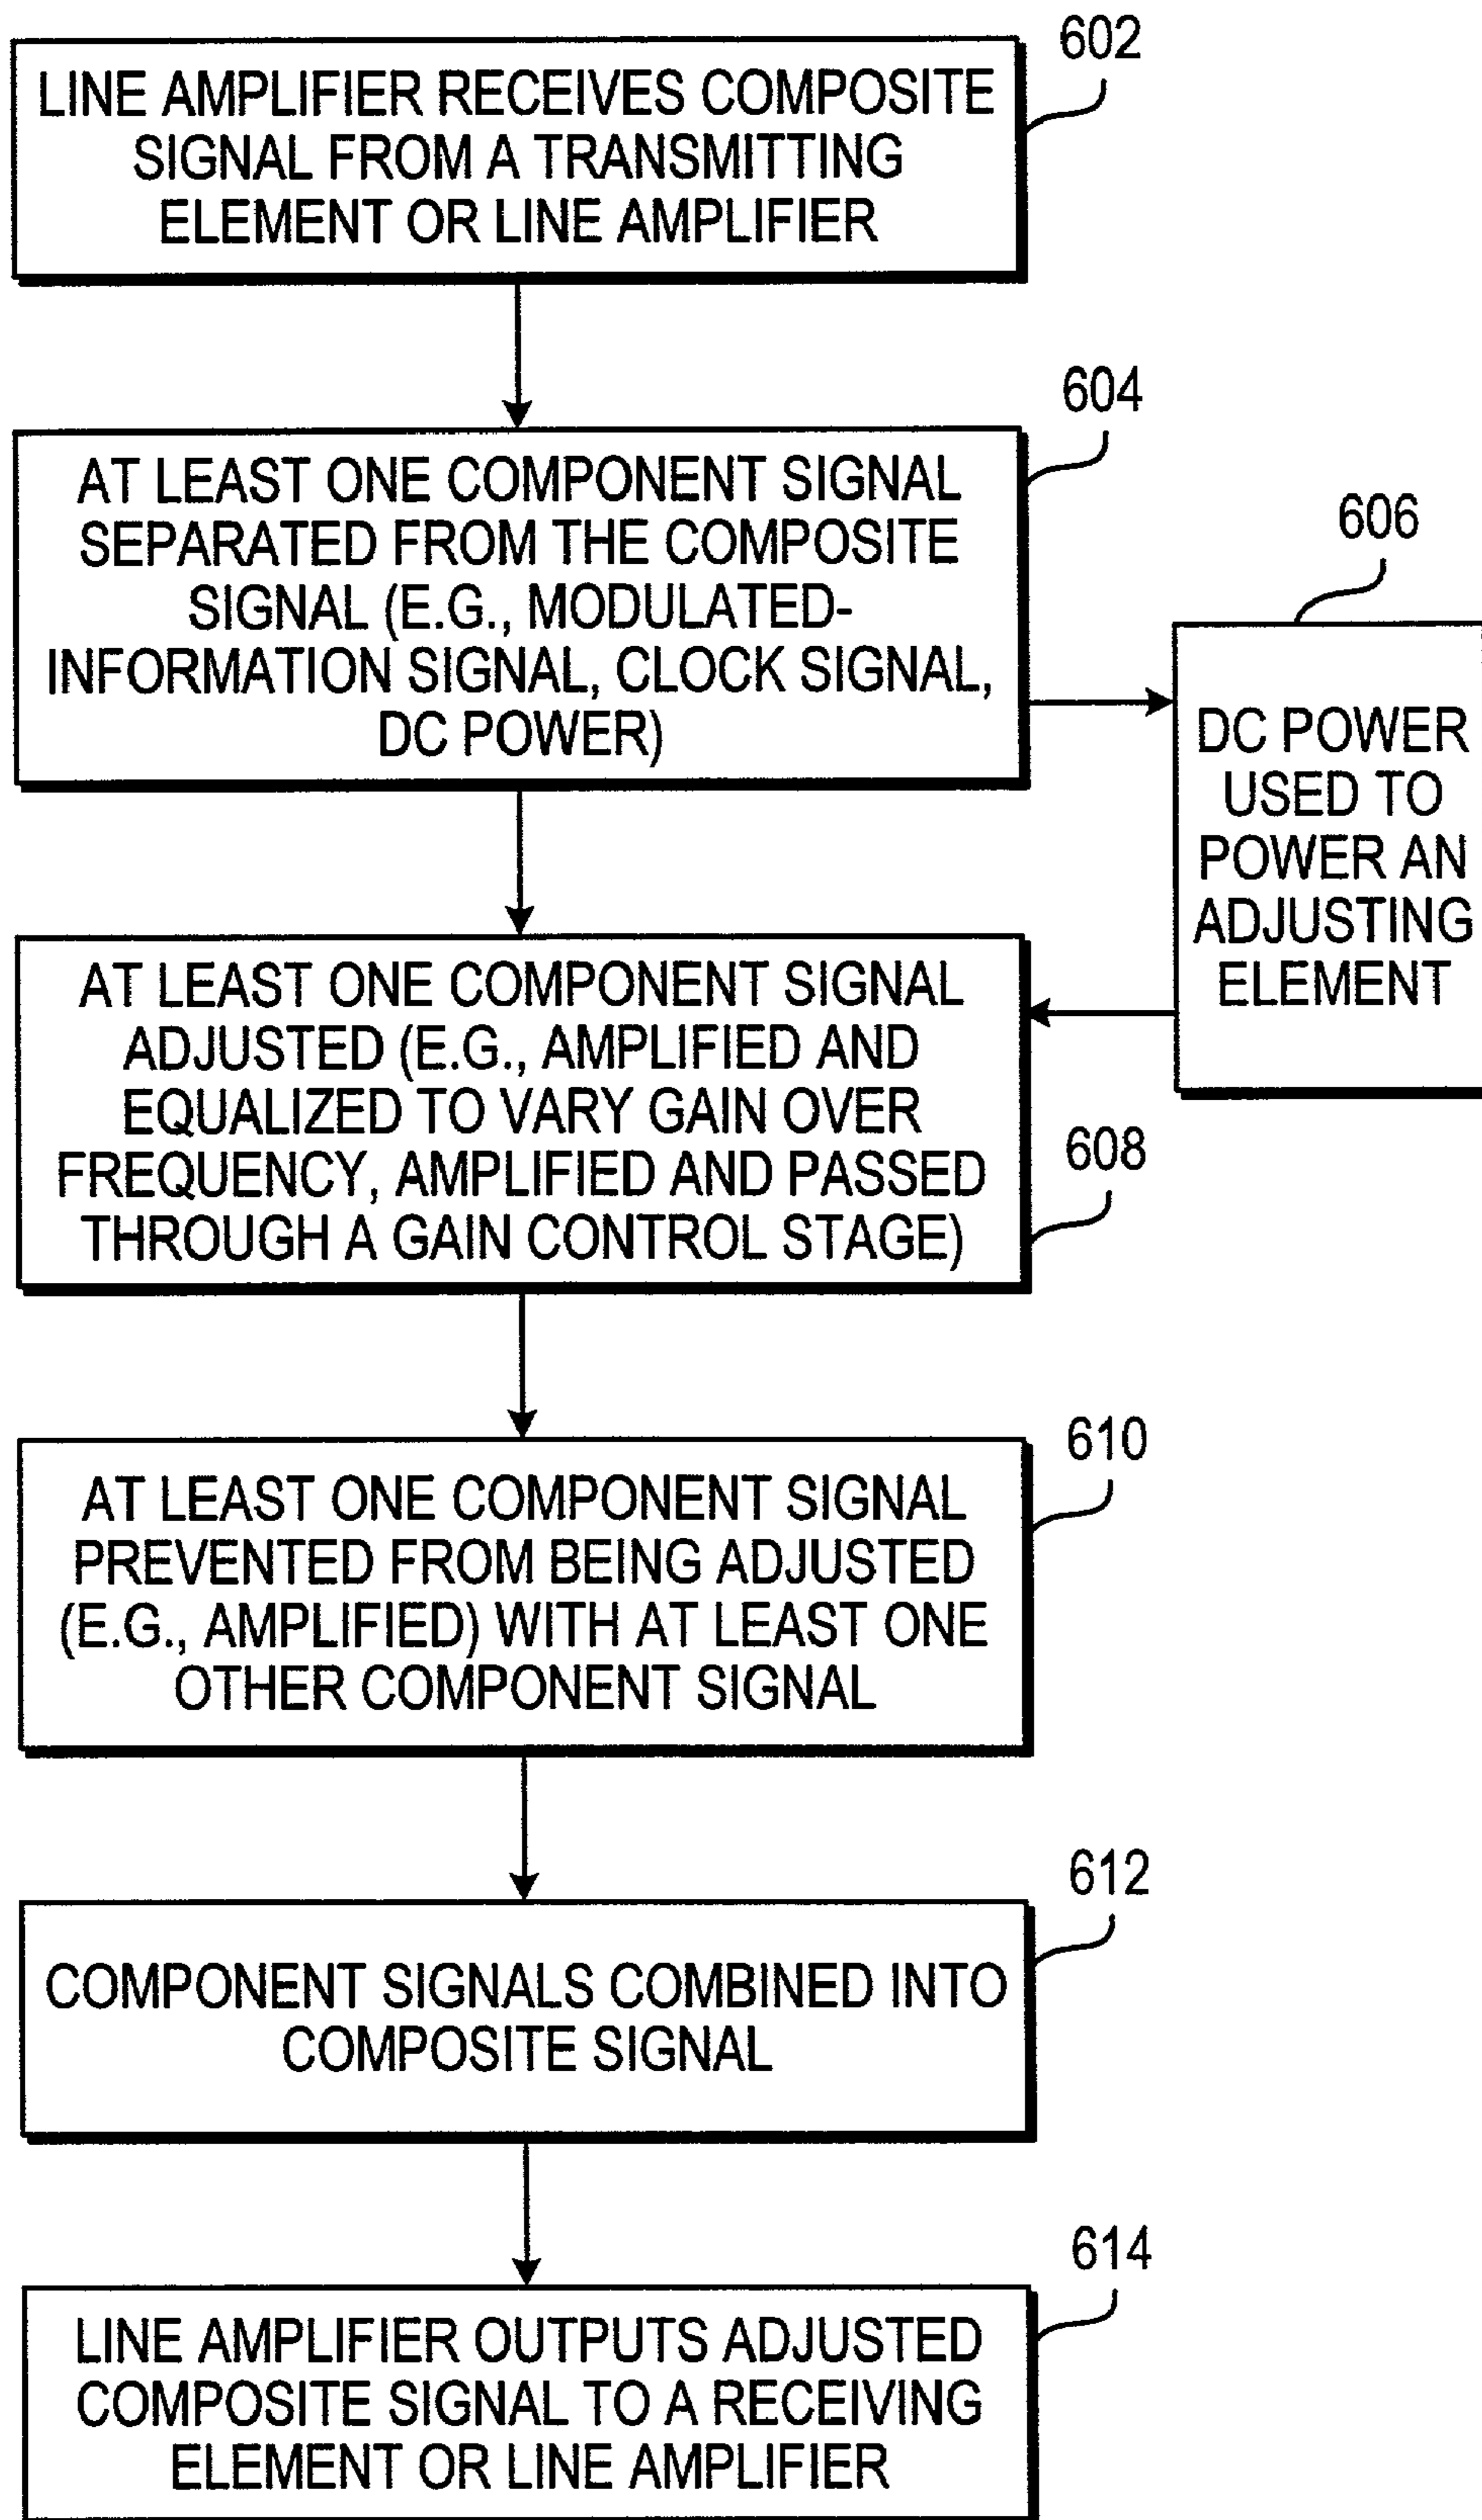 602
LINE AMPLIFIER RECEIVES COMPOSITE
SIGNAL FROM A TRANSMITTING
ELEMENT OR LINE AMPLIFIER
604
AT LEAST ONE COMPONENT SIGNAL
SEPARATED FROM THE COMPOSITE
SIGNAL (E.G., MODULATED-
INFORMATION SIGNAL, CLOCK SIGNAL,
DC POWER)
606
DC POWER
USED TO
POWER AN
ADJUSTING
ELEMENT
AT LEAST ONE COMPONENT SIGNAL
ADJUSTED (E.G., AMPLIFIED AND
EQUALIZED TO VARY GAIN OVER
FREQUENCY, AMPLIFIED AND PASSED
THROUGH A GAIN CONTROL STAGE)
608
610
AT LEAST ONE COMPONENT SIGNAL
PREVENTED FROM BEING ADJUSTED
(E.G., AMPLIFIED) WITH AT LEAST ONE
OTHER COMPONENT SIGNAL
612
COMPONENT SIGNALS COMBINED INTO
COMPOSITE SIGNAL
614
LINE AMPLIFIER OUTPUTS ADJUSTED
COMPOSITE SIGNAL TO A RECEIVING
ELEMENT OR LINE AMPLIFIER